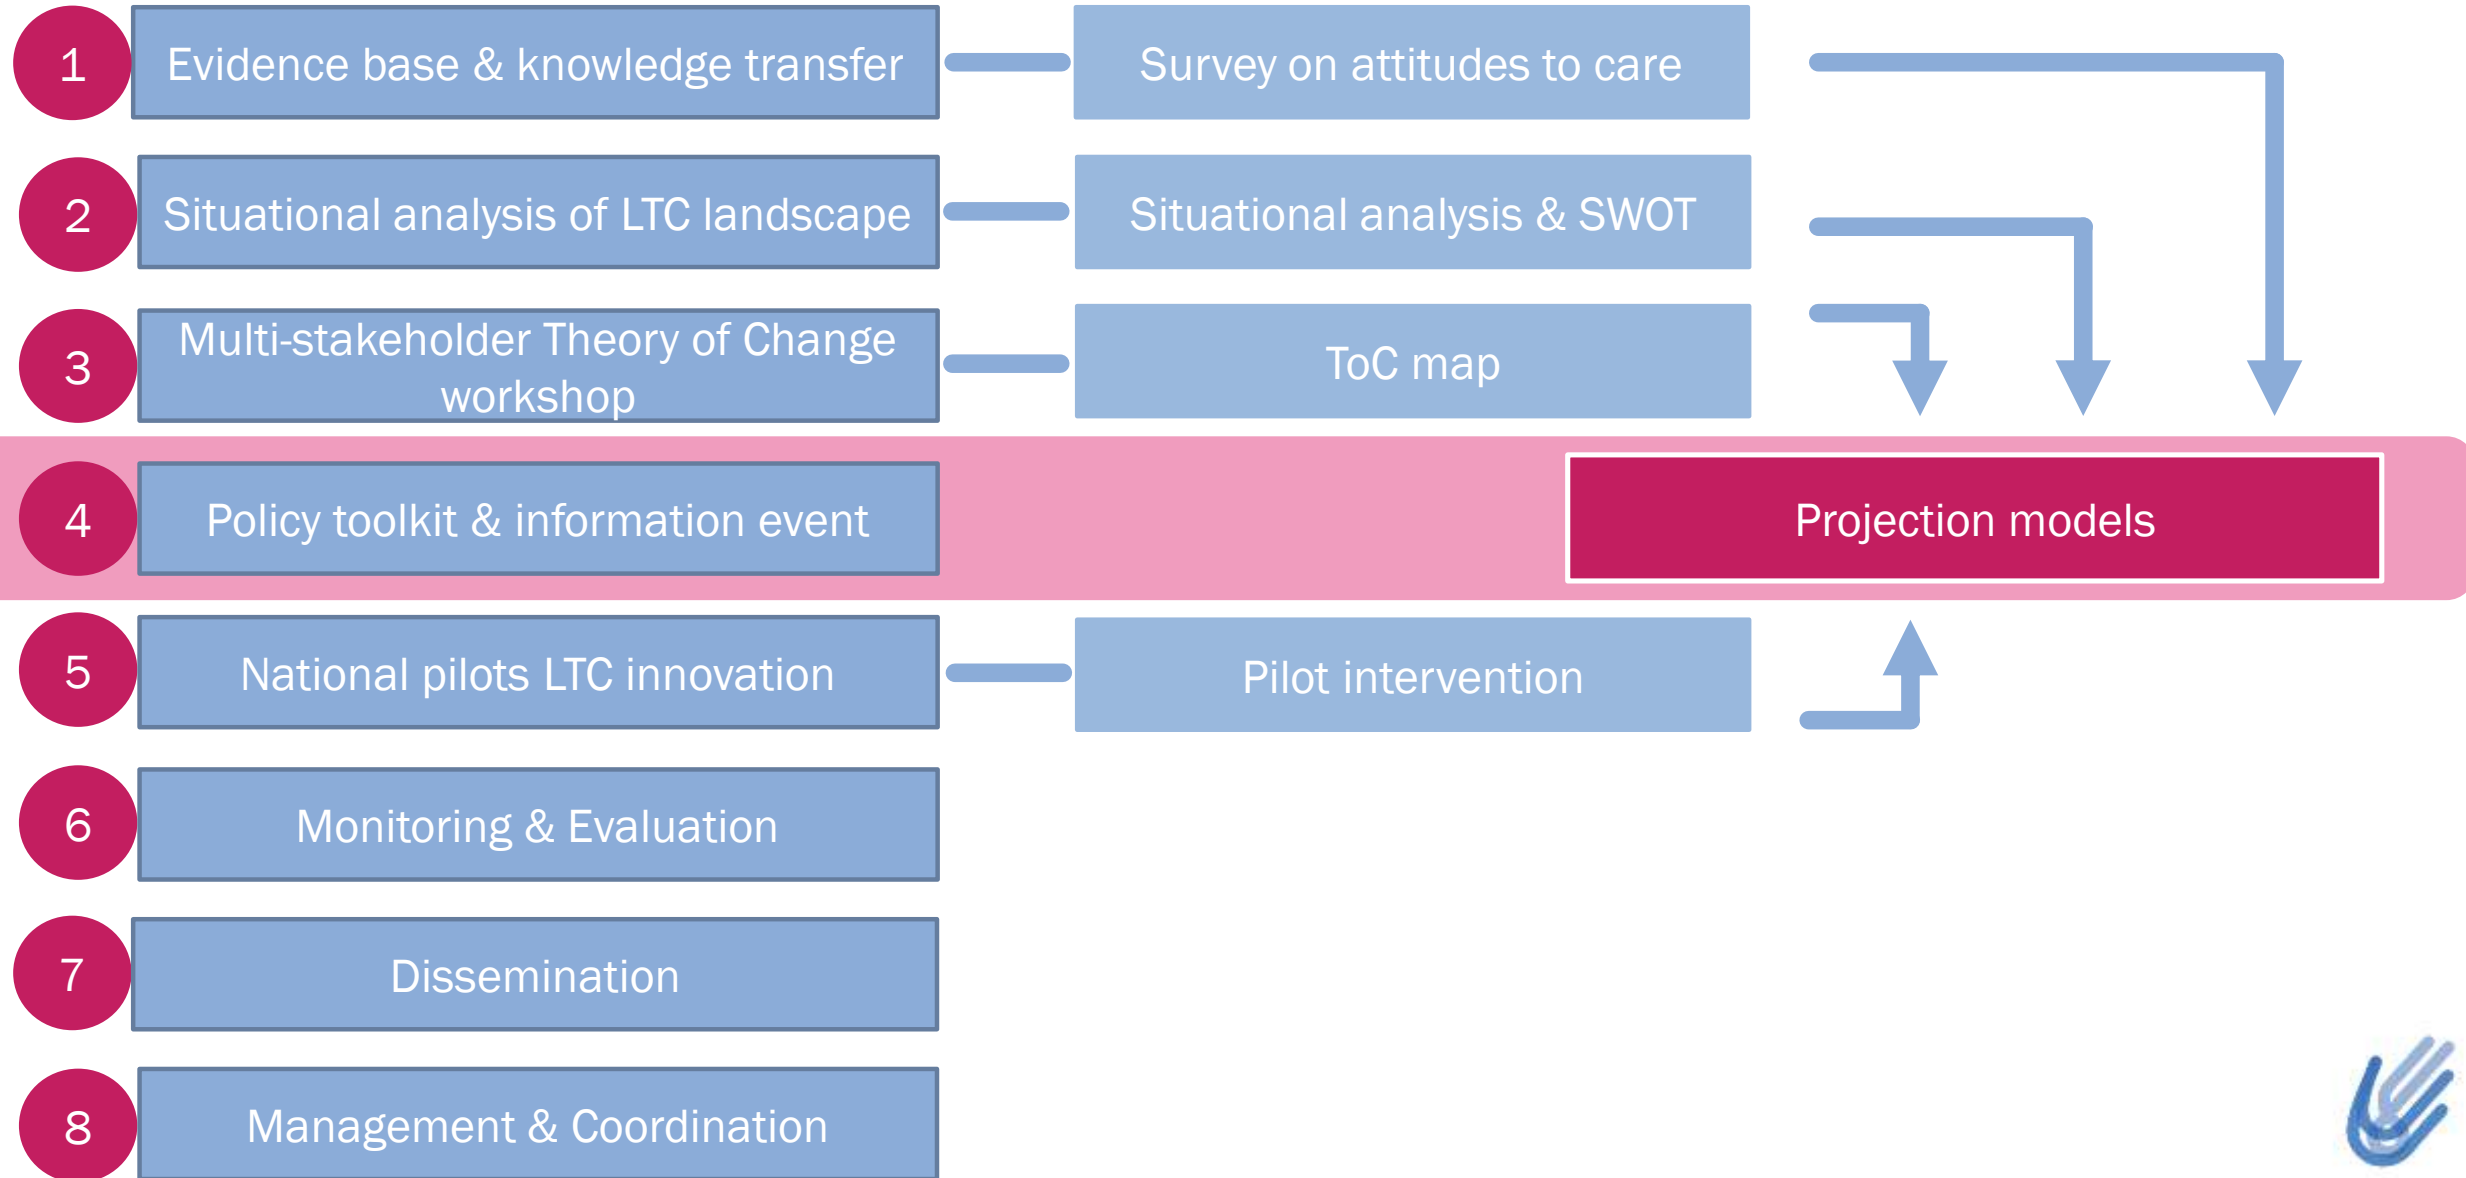 1
Evidence base & knowledge transfer
Survey on attitudes to care
2
Situational analysis of LTC landscape
Situational analysis & SWOT
3
Multi-stakeholder Theory of Change
workshop
ToC map
4
Policy toolkit & information event
Projection models
5
National pilots LTC innovation
Pilot intervention
6
Monitoring & Evaluation
7
Dissemination
8
Management & Coordination